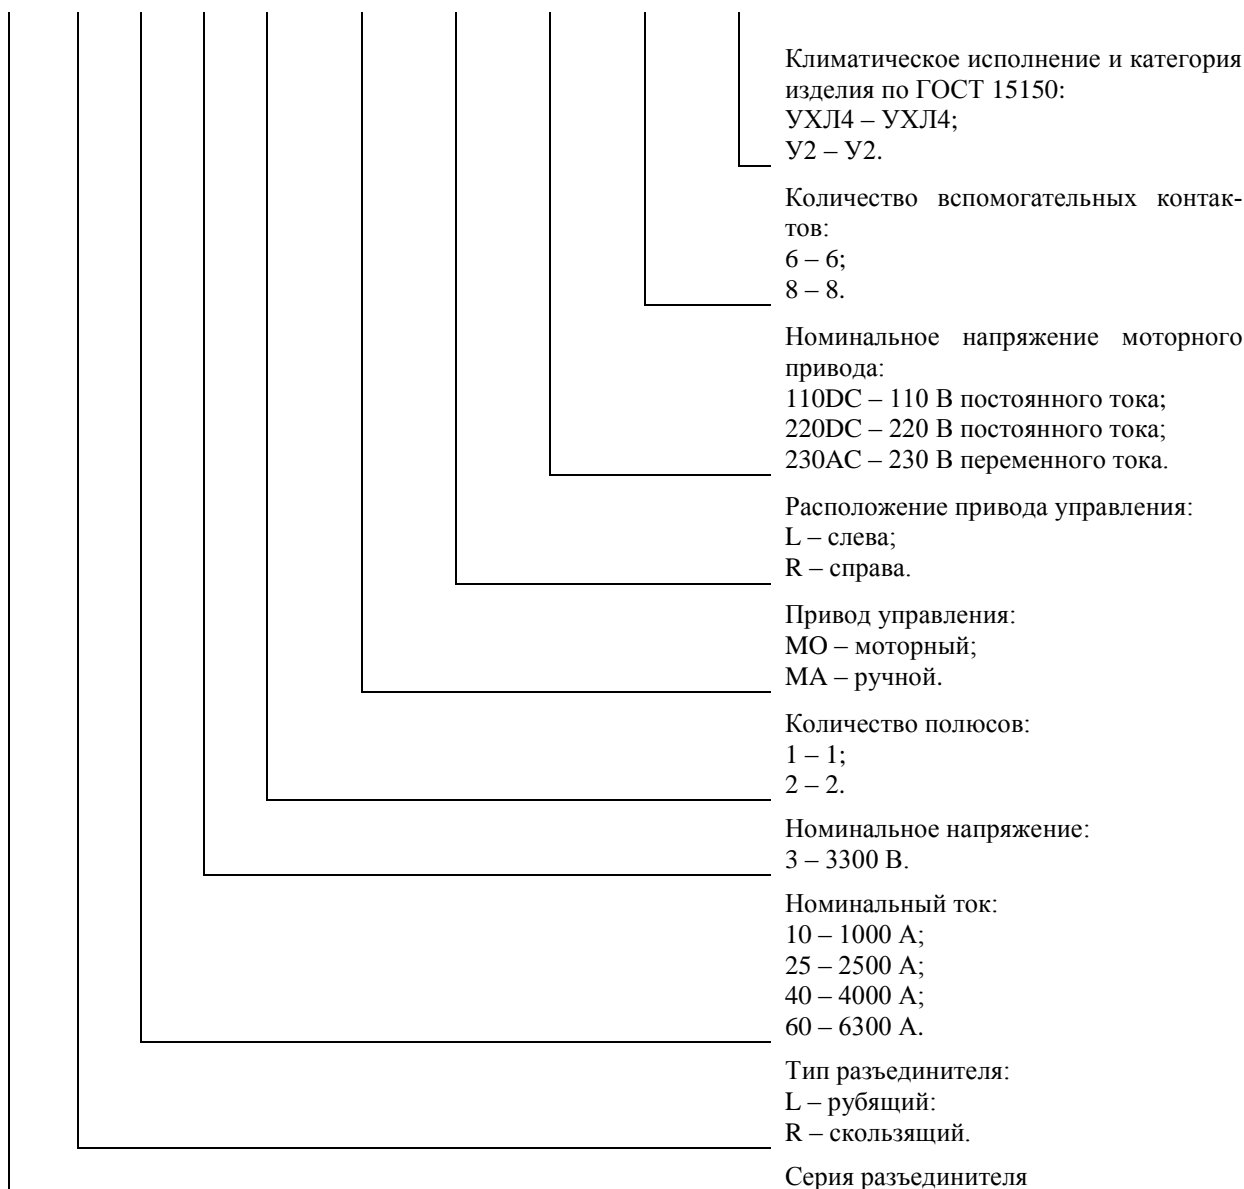 Климатическое исполнение и категория
изделия по ГОСТ 15150:
УХЛ4 – УХЛ4;
У2 – У2.
Количество вспомогательных контак-
тов:
6 – 6;
8 – 8.
Номинальное напряжение моторного
привода:
110DC – 110 В постоянного тока;
220DC – 220 В постоянного тока;
230AC – 230 В переменного тока.
Расположение привода управления:
L – слева;
R – справа.
Привод управления:
MO – моторный;
MA – ручной.
Количество полюсов:
1 – 1;
2 – 2.
Номинальное напряжение:
3 – 3300 В.
Номинальный ток:
10 – 1000 А;
25 – 2500 А;
40 – 4000 А;
60 – 6300 А.
Тип разъединителя:
L – рубящий:
R – скользящий.
Серия разъединителя